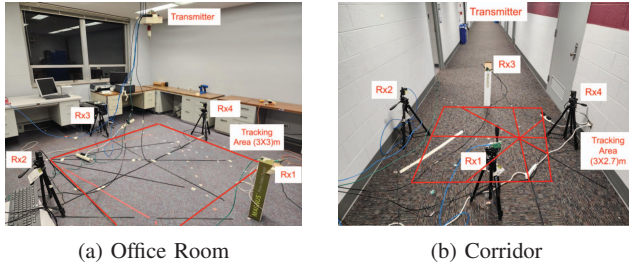 Transmitter
Rx3
Rx4
Tracking
Area (3X3)m
Rx2
Rx1
(a) Office Room
Transmitter
Rx3
Rx2
Rx4
Tracking
Area
(3X2.7)m
Rx1
(b) Corridor